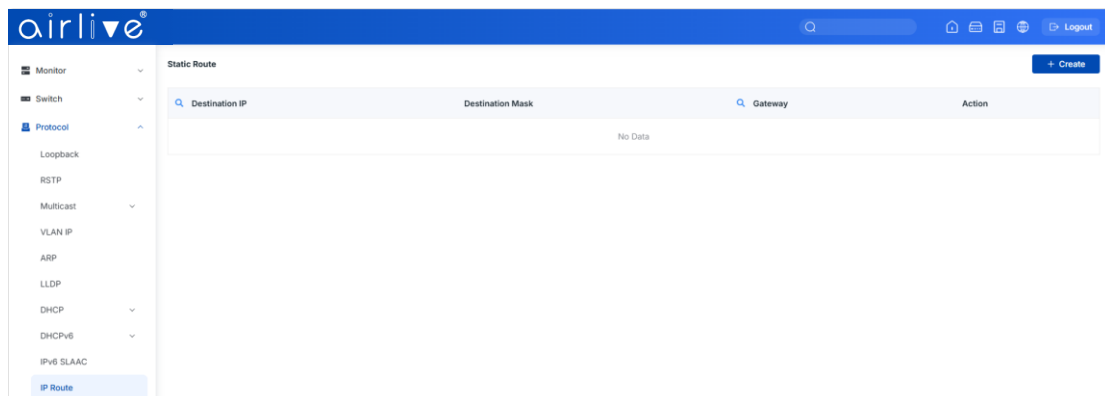 airlive®
Logout
Monitor
Switch
Protocol
Loopback
RSTP
Multicast
VLAN IP
ARP
LLDP
DHCP
DHCPv6
IPv6 SLAAC
IP Route
Static Route
+ Create
Destination IP Destination Mask Gateway Action
No Data